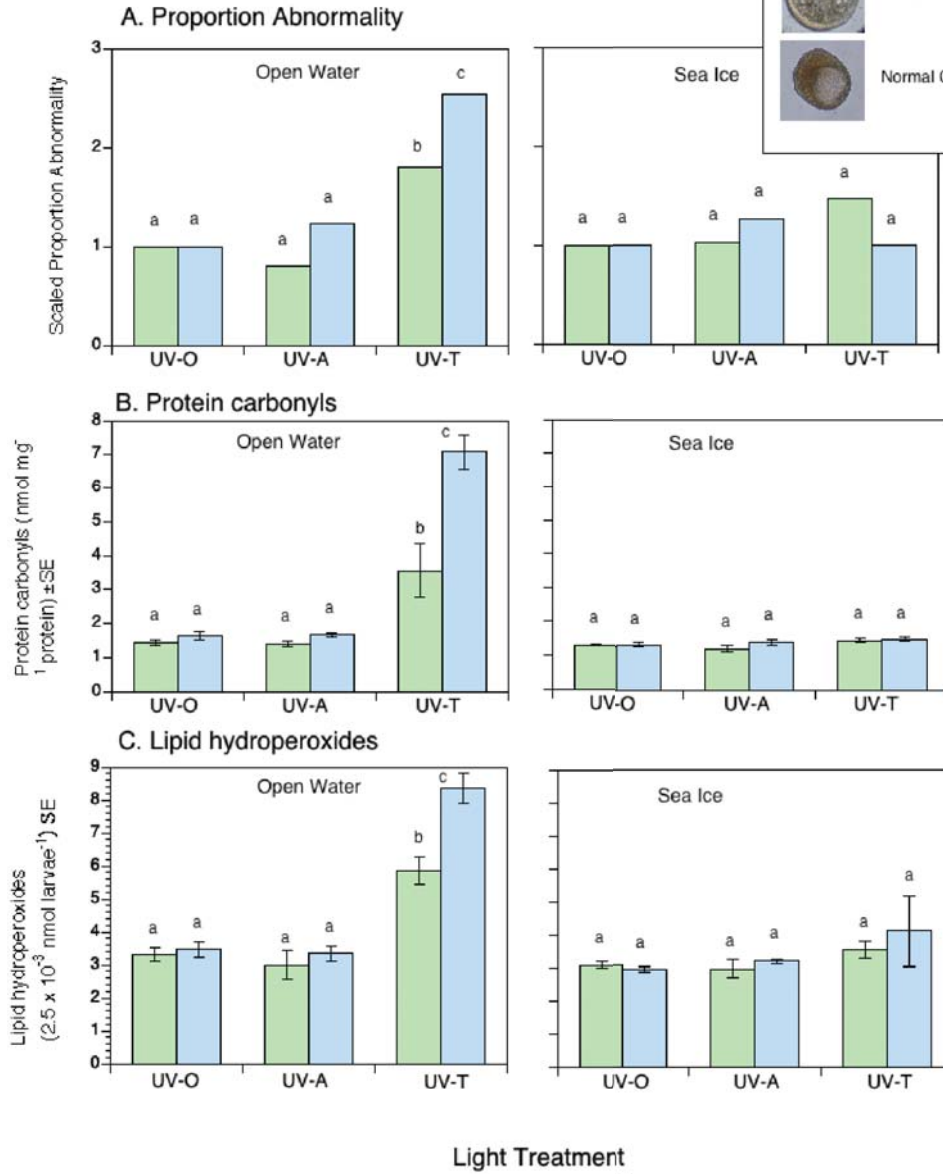 A. Proportion Abnormality
Scaled Proportion Abnormality
3
2
1
0
Open Water
a
a
a
a
b
c
UV-O
UV-A
UV-T
Sea Ice
a
a
a
a
a
a
UV-O
UV-A
UV-T
Normal
B. Protein carbonyls
Protein carbonyls (nmol mg⁻
1 protein) ±SE
8
7
6
5
4
3
2
1
0
Open Water
a
a
a
a
b
c
UV-O
UV-A
UV-T
Sea Ice
a
a
a
a
a
a
UV-O
UV-A
UV-T
C. Lipid hydroperoxides
Lipid hydroperoxides
(2.5 x 10⁻³ nmol larvae⁻¹) SE
9
8
7
6
5
4
3
2
1
0
Open Water
a
a
a
a
b
c
UV-O
UV-A
UV-T
Sea Ice
a
a
a
a
a
a
UV-O
UV-A
UV-T
Light Treatment